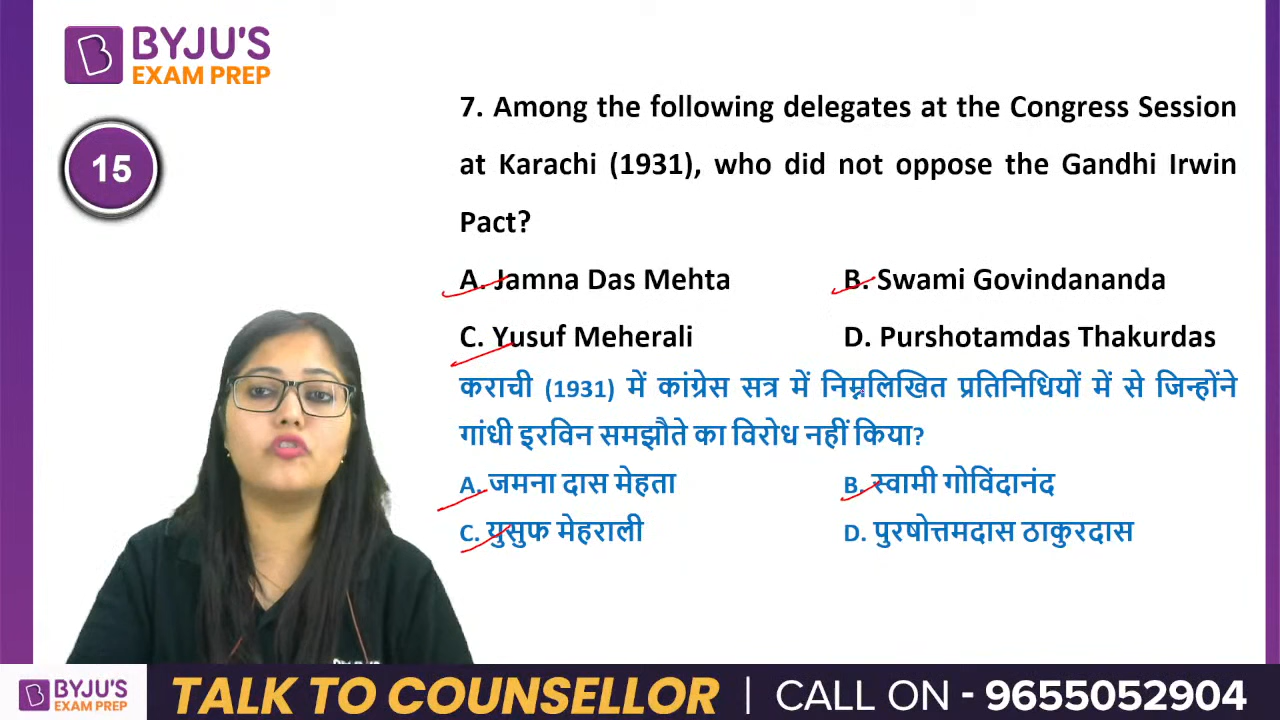 BYJU'S
EXAM PREP
15
7. Among the following delegates at the Congress Session
at Karachi (1931), who did not oppose the Gandhi Irwin
Pact?
A. Jamna Das Mehta B. Swami Govindananda
C. Yusuf Meherali D. Purshotamdas Thakurdas
कराची (1931) में कांग्रेस सत्र में निम्नलिखित प्रतिनिधियों में से जिन्होंने
गांधी इरविन समझौते का विरोध नहीं किया?
A. जमना दास मेहता B. स्वामी गोविंदानंद
C. युसुफ मेहराली D. पुरषोत्तमदास ठाकुरदास
BYJU'S
EXAM PREP
TALK TO COUNSELLOR | CALL ON - 9655052904